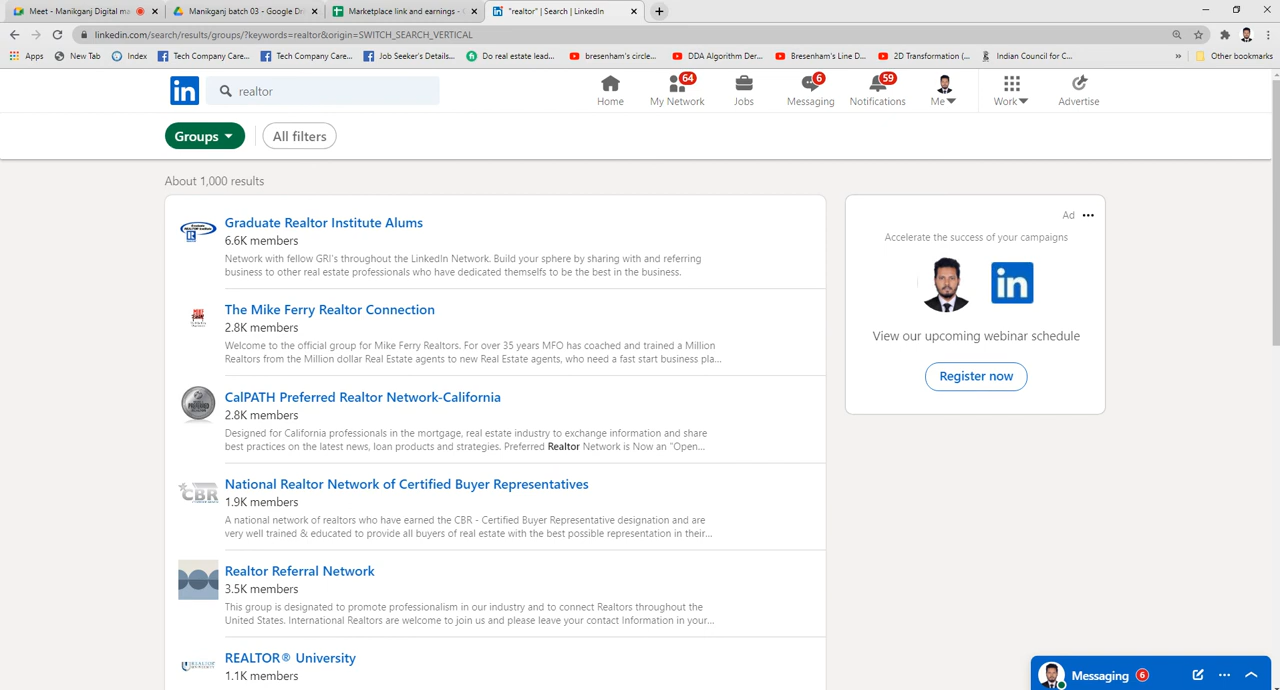 Meet - Manikganj Digital ma
Manikganj batch 03 - Google Dri
Marketplace link and earnings - G
"realtor" | Search | LinkedIn
linkedin.com/search/results/groups/?keywords=realtor&origin=SWITCH_SEARCH_VERTICAL
Apps
New Tab
Index
Tech Company Care...
Tech Company Care...
Job Seeker's Details...
Do real estate lead...
bresenham's circle...
DDA Algorithm Der...
Bresenham's Line D...
2D Transformation (...
Indian Council for C...
»
Other bookmarks
in
realtor
Home
64
My Network
Jobs
6
Messaging
59
Notifications
Me
Work
Advertise
Groups
All filters
About 1,000 results
Graduate Realtor Institute Alums
6.6K members
Network with fellow GRI's throughout the LinkedIn Network. Build your sphere by sharing with and referring
business to other real estate professionals who have dedicated themselfs to be the best in the business.
The Mike Ferry Realtor Connection
2.8K members
Welcome to the official group for Mike Ferry Realtors. For over 35 years MFO has coached and trained a Million
Realtors from the Million dollar Real Estate agents to new Real Estate agents, who need a fast start business pla...
CalPATH Preferred Realtor Network-California
2.8K members
Designed for California professionals in the mortgage, real estate industry to exchange information and share
best practices on the latest news, loan products and strategies. Preferred Realtor Network is Now an "Open...
CBR
National Realtor Network of Certified Buyer Representatives
1.9K members
A national network of realtors who have earned the CBR - Certified Buyer Representative designation and are
very well trained & educated to provide all buyers of real estate with the best possible representation in their...
Realtor Referral Network
3.5K members
This group is designated to promote professionalism in our industry and to connect Realtors throughout the
United States. International Realtors are welcome to join us and please leave your contact Information in your...
REALTOR® University
1.1K members
Ad
Accelerate the success of your campaigns
in
View our upcoming webinar schedule
Register now
Messaging 6